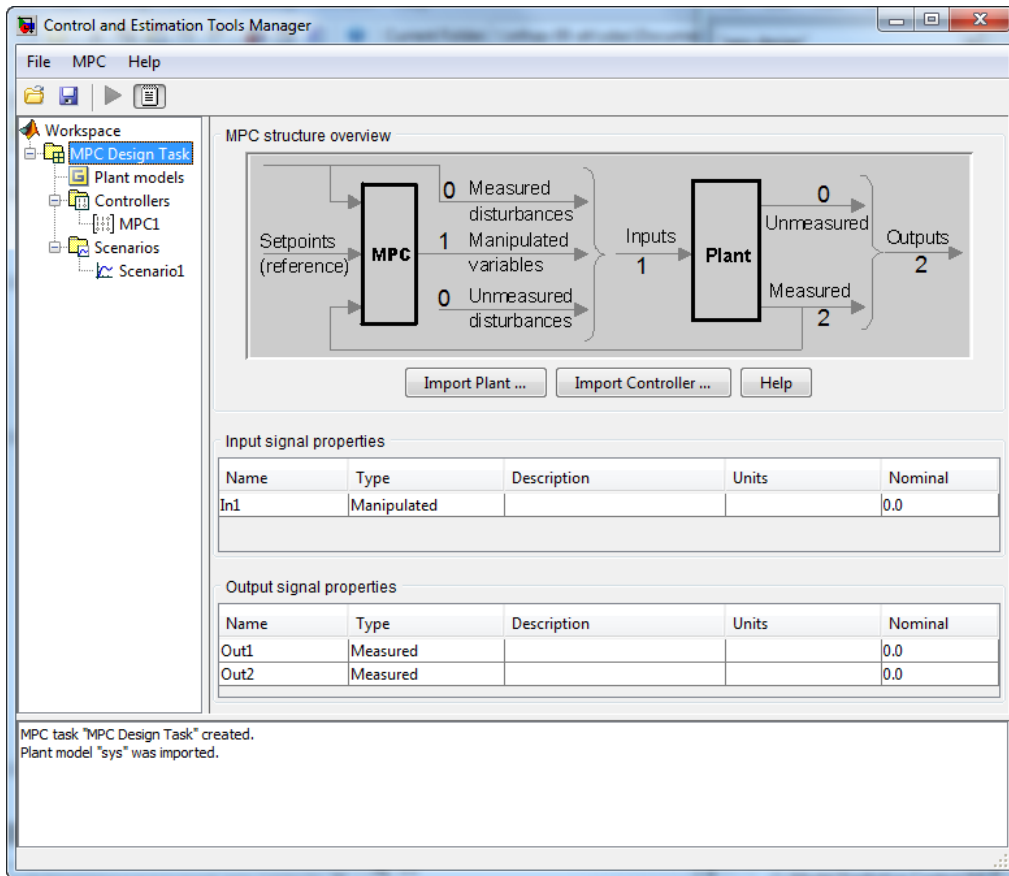 Control and Estimation Tools Manager
File MPC Help
Workspace
MPC Design Task
Plant models
Controllers
MPC1
Scenarios
Scenario1
MPC structure overview
Setpoints
(reference)
MPC
0 Measured
disturbances
1 Manipulated
variables
0 Unmeasured
disturbances
Inputs
1
Plant
0
Unmeasured
Measured
2
Outputs
2
Import Plant ... Import Controller ... Help
Input signal properties
Name Type Description Units Nominal
In1 Manipulated 0.0
Output signal properties
Name Type Description Units Nominal
Out1 Measured 0.0
Out2 Measured 0.0
MPC task "MPC Design Task" created.
Plant model "sys" was imported.